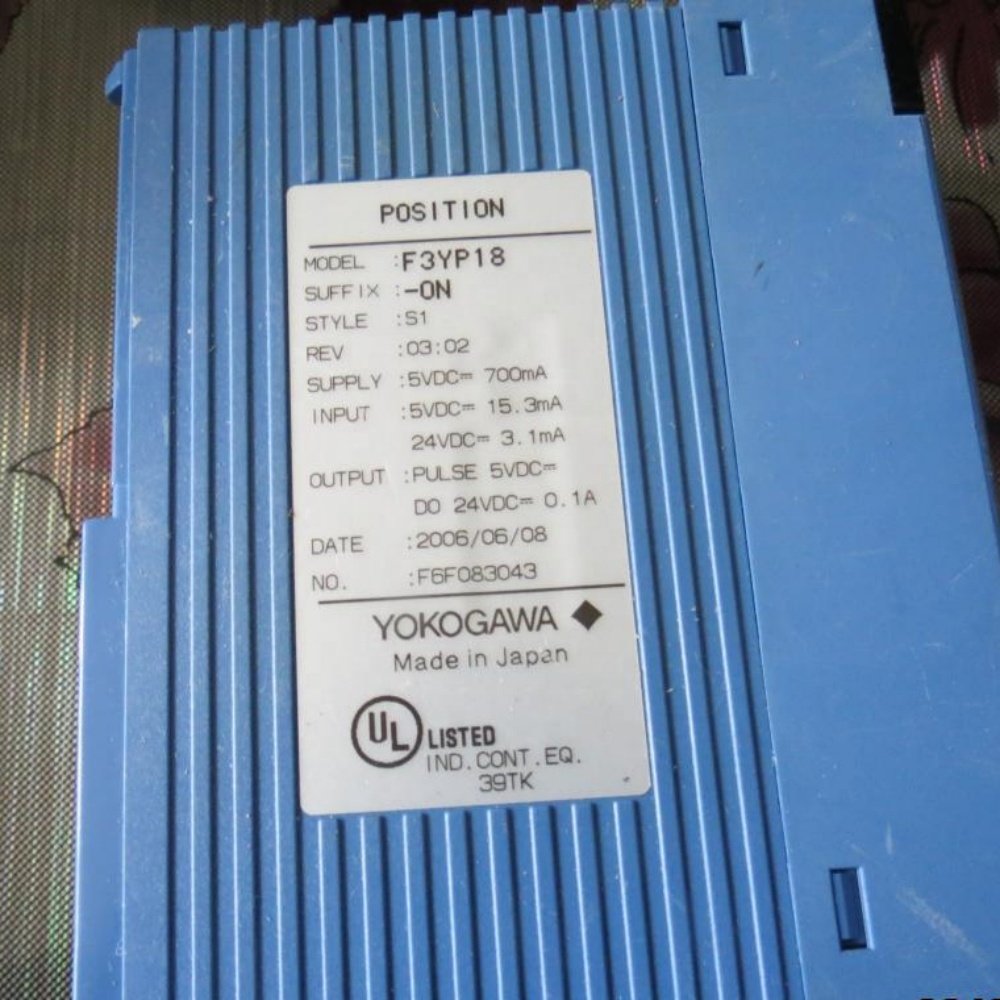 POSITION
MODEL :F3YP18
SUFFIX :-0N
STYLE :S1
REV :03:02
SUPPLY :5VDC⎓ 700mA
INPUT :5VDC⎓ 15.3mA
24VDC⎓ 3.1mA
OUTPUT :PULSE 5VDC⎓
DO 24VDC⎓ 0.1A
DATE :2006/06/08
NO. :F6F083043
YOKOGAWA ◆
Made in Japan
UL LISTED
IND.CONT.EQ.
39TK